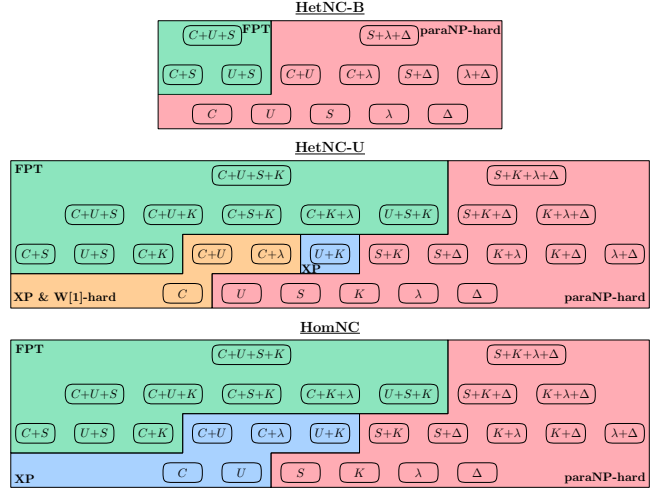 HetNC-B
C+U+S FPT S+λ+Δ paraNP-hard
C+S U+S C+U C+λ S+Δ λ+Δ
C U S λ Δ
HetNC-U
FPT C+U+S+K S+K+λ+Δ
C+U+S C+U+K C+S+K C+K+λ U+S+K S+K+Δ K+λ+Δ
C+S U+S C+K C+U C+λ U+K S+K S+Δ K+λ K+Δ λ+Δ
XP
XP & W[1]-hard C U S K λ Δ paraNP-hard
HomNC
FPT C+U+S+K S+K+λ+Δ
C+U+S C+U+K C+S+K C+K+λ U+S+K S+K+Δ K+λ+Δ
C+S U+S C+K C+U C+λ U+K S+K S+Δ K+λ K+Δ λ+Δ
XP C U S K λ Δ paraNP-hard